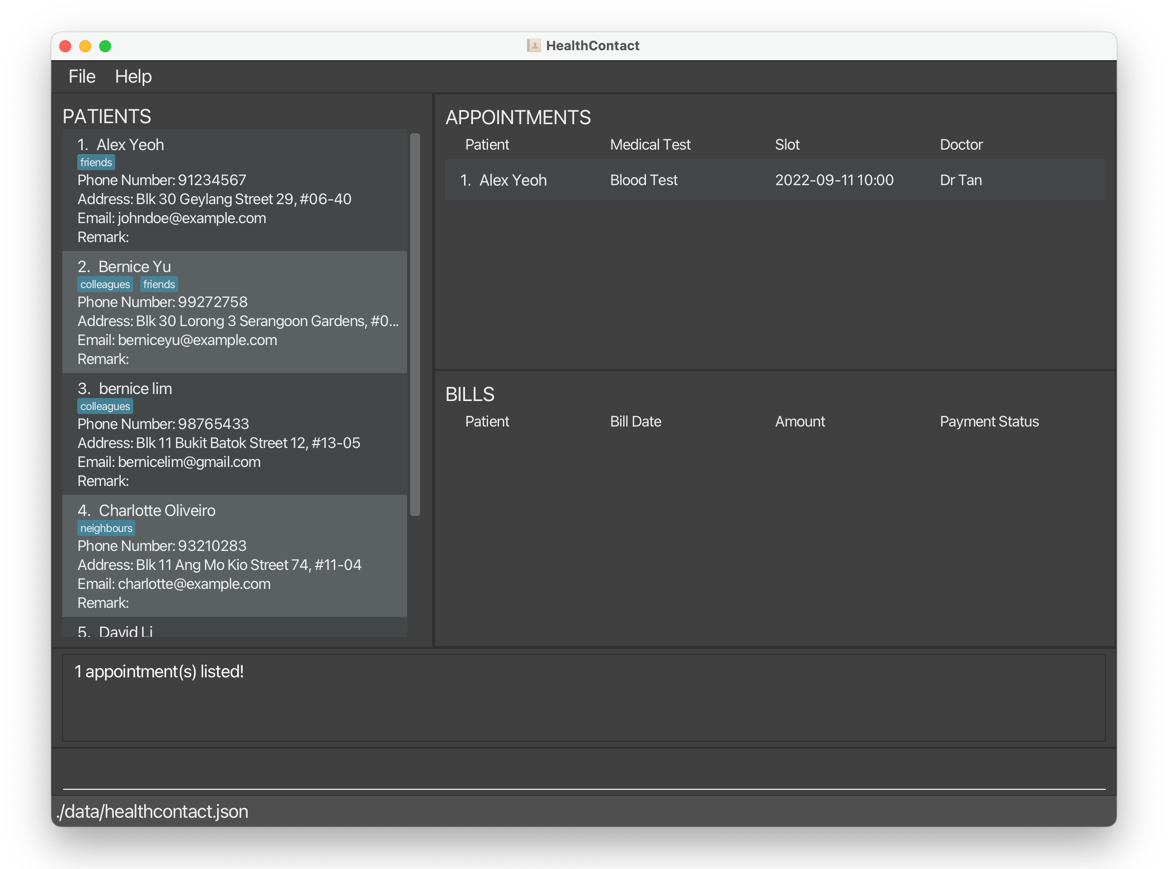 HealthContact
File Help
PATIENTS
1. Alex Yeoh
friends
Phone Number: 91234567
Address: Blk 30 Geylang Street 29, #06-40
Email: johndoe@example.com
Remark:
2. Bernice Yu
colleagues friends
Phone Number: 99272758
Address: Blk 30 Lorong 3 Serangoon Gardens, #0...
Email: berniceyu@example.com
Remark:
3. bernice lim
colleagues
Phone Number: 98765433
Address: Blk 11 Bukit Batok Street 12, #13-05
Email: bernicelim@gmail.com
Remark:
4. Charlotte Oliveiro
neighbours
Phone Number: 93210283
Address: Blk 11 Ang Mo Kio Street 74, #11-04
Email: charlotte@example.com
Remark:
5. David Li
APPOINTMENTS
Patient Medical Test Slot Doctor
1. Alex Yeoh Blood Test 2022-09-11 10:00 Dr Tan
BILLS
Patient Bill Date Amount Payment Status
1 appointment(s) listed!
./data/healthcontact.json